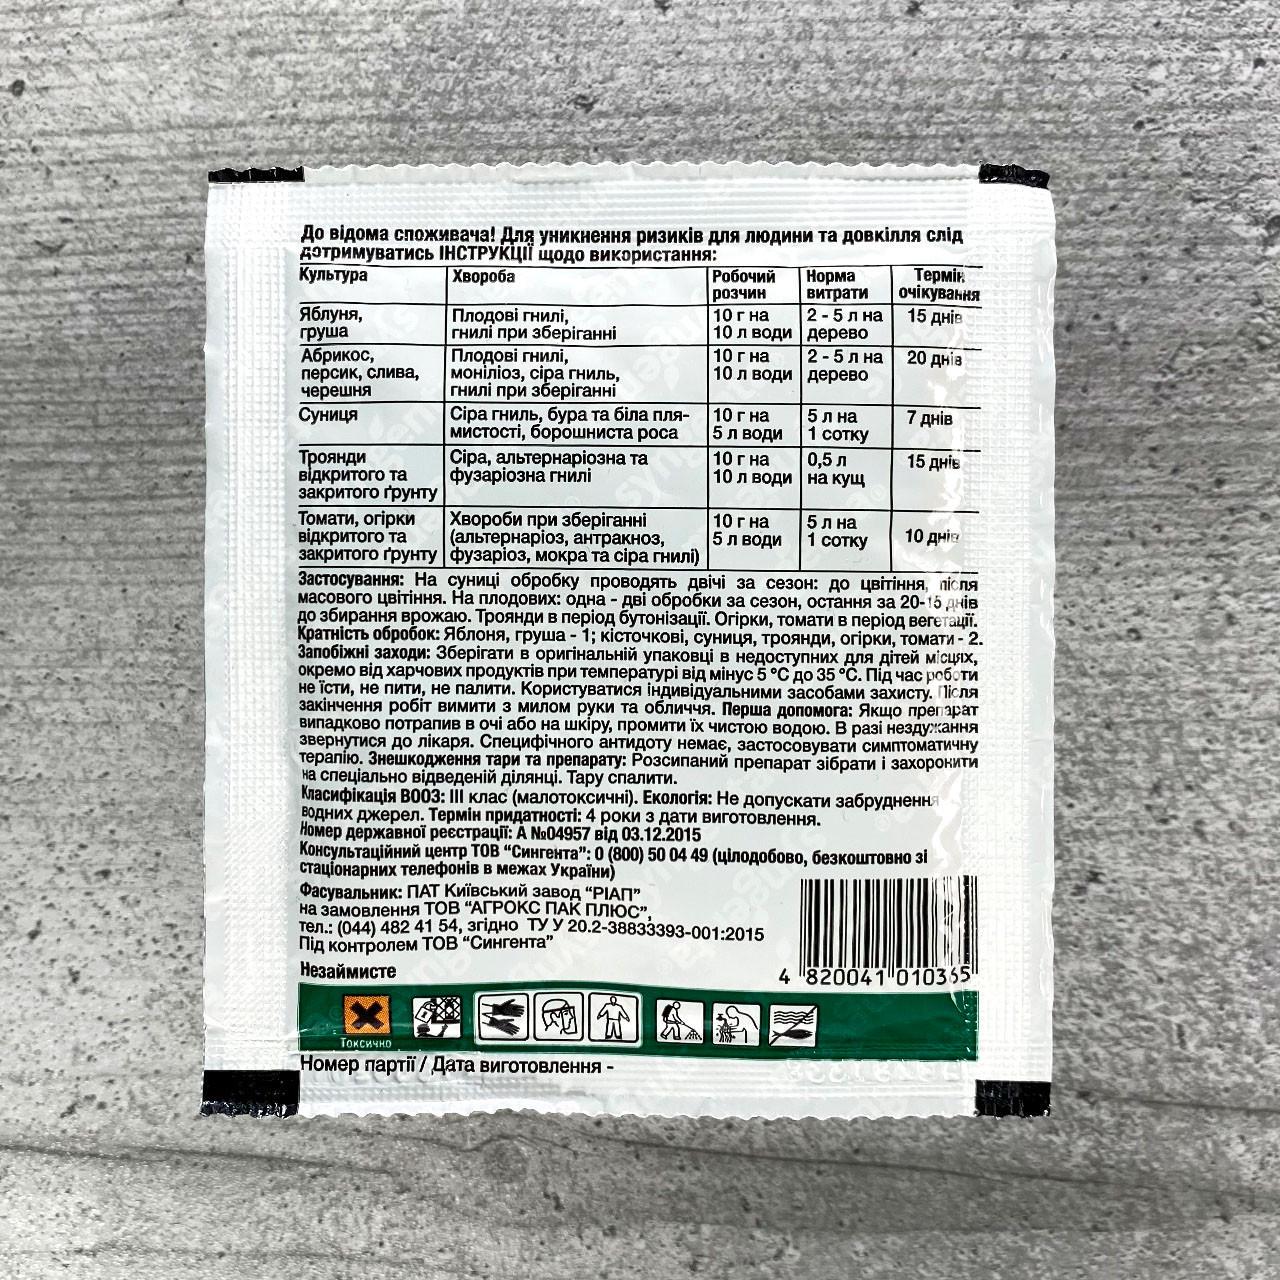 До відома споживача! Для уникнення ризиків для людини та довкілля слід
дотримуватись ІНСТРУКЦІЇ щодо використання:
Культура Хвороба Робочий розчин Норма витрати Термін очікування
Яблуня, груша Плодові гнилі, гнилі при зберіганні 10 г на 10 л води 2 - 5 л на дерево 15 днів
Абрикос, персик, слива, черешня Плодові гнилі, моніліоз, сіра гниль, гнилі при зберіганні 10 г на 10 л води 2 - 5 л на дерево 20 днів
Суниця Сіра гниль, бура та біла пля- мистості, борошниста роса 10 г на 5 л води 5 л на 1 сотку 7 днів
Троянди відкритого та закритого ґрунту Сіра, альтернаріозна та фузаріозна гнилі 10 г на 10 л води 0,5 л на кущ 15 днів
Томати, огірки відкритого та закритого ґрунту Хвороби при зберіганні (альтернаріоз, антракноз, фузаріоз, мокра та сіра гнилі) 10 г на 5 л води 5 л на 1 сотку 10 днів
Застосування: На суниці обробку проводять двічі за сезон: до цвітіння, після
масового цвітіння. На плодових: одна - дві обробки за сезон, остання за 20-15 днів
до збирання врожаю. Троянди в період бутонізації. Огірки, томати в період вегетації.
Кратність обробок: Яблоня, груша - 1; кісточкові, суниця, троянди, огірки, томати - 2.
Запобіжні заходи: Зберігати в оригінальній упаковці в недоступних для дітей місцях,
окремо від харчових продуктів при температурі від мінус 5 °С до 35 °С. Під час роботи
не їсти, не пити, не палити. Користуватися індивідуальними засобами захисту. Після
закінчення робіт вимити з милом руки та обличчя. Перша допомога: Якщо препарат
випадково потрапив в очі або на шкіру, промити їх чистою водою. В разі нездужання
звернутися до лікаря. Специфічного антидоту немає, застосовувати симптоматичну
терапію. Знешкодження тари та препарату: Розсипаний препарат зібрати і захоронити
на спеціально відведеній ділянці. Тару спалити.
Класифікація ВООЗ: ІІІ клас (малотоксичні). Екологія: Не допускати забруднення
водних джерел. Термін придатності: 4 роки з дати виготовлення.
Номер державної реєстрації: А №04957 від 03.12.2015
Консультаційний центр ТОВ "Сингента": 0 (800) 50 04 49 (цілодобово, безкоштовно зі
стаціонарних телефонів в межах України)
Фасувальник: ПАТ Київський завод "РІАП"
на замовлення ТОВ "АГРОКС ПАК ПЛЮС",
тел.: (044) 482 41 54, згідно ТУ У 20.2-38833393-001:2015
Під контролем ТОВ "Сингента"
Незаймисте
4 820041 010365
Токсично
Номер партії / Дата виготовлення -